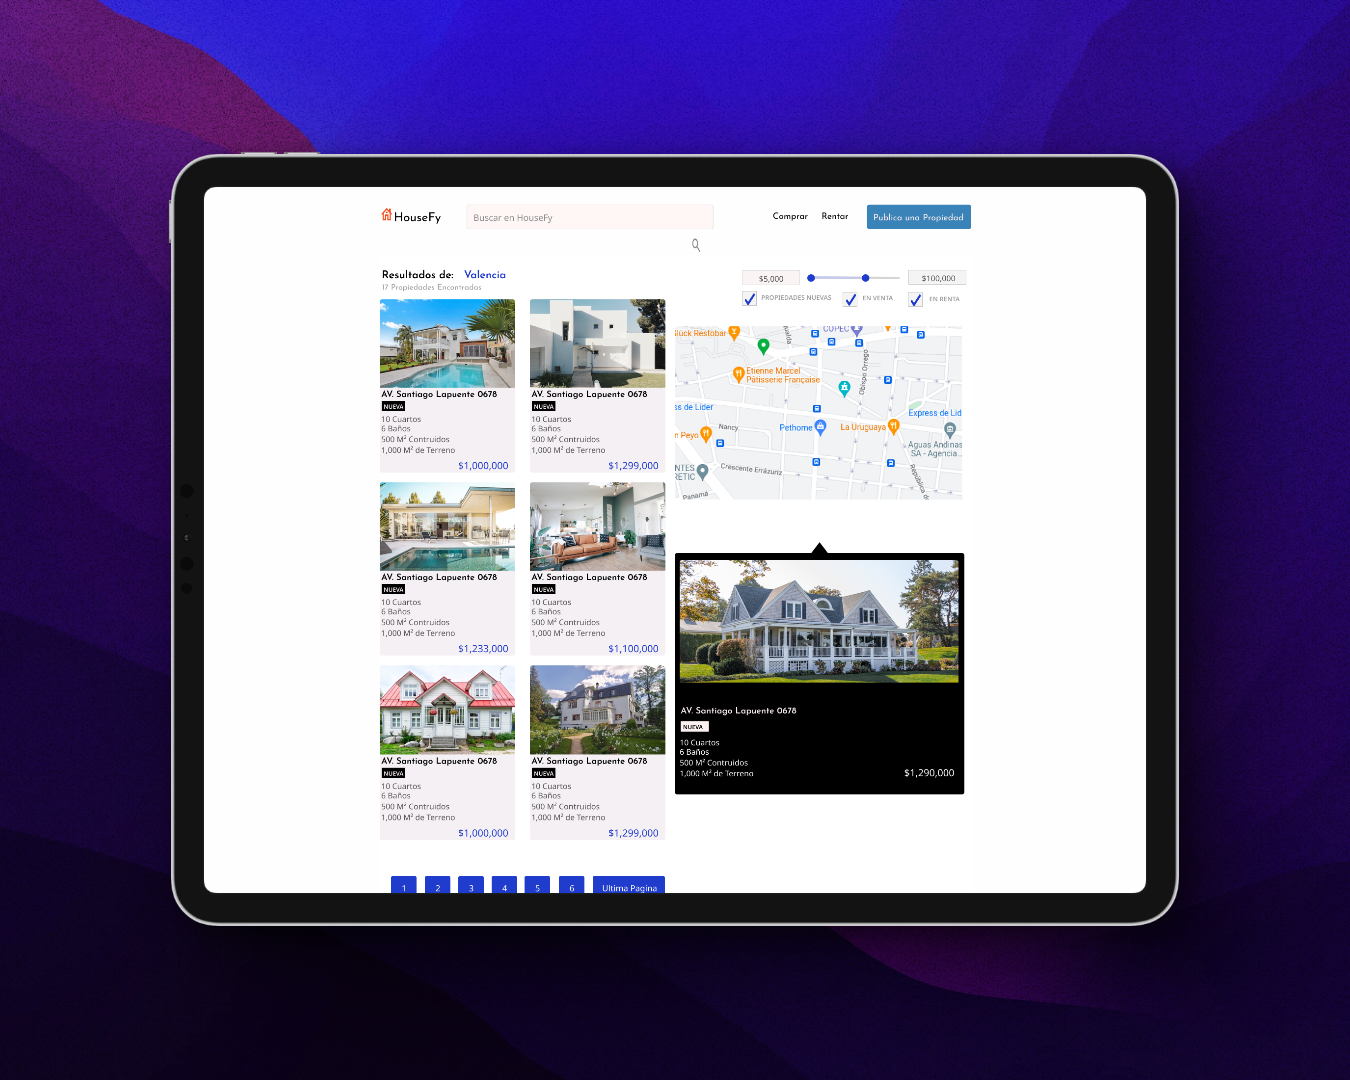 HouseFy
Buscar en HouseFy
Comprar
Rentar
Publica una Propiedad
Resultados de: Valencia
17 Propiedades Encontradas
$5,000
$100,000
PROPIEDADES NUEVAS
EN VENTA
EN RENTA
AV. Santiago Lapuente 0678
NUEVA
10 Cuartos
6 Baños
500 M² Contruidos
1,000 M² de Terreno
$1,000,000
AV. Santiago Lapuente 0678
NUEVA
10 Cuartos
6 Baños
500 M² Contruidos
1,000 M² de Terreno
$1,299,000
lück Restobar
COPEC
Etienne Marcel
Pâtisserie Française
Obispo Orrego
ss de Lider
Express de Lid
Nancy
Pethome
La Uruguaya
n Peyo
Aguas Andinas
SA - Agencia...
NTES
RETIC
Crescente Errázuriz
República d
Panamá
AV. Santiago Lapuente 0678
NUEVA
10 Cuartos
6 Baños
500 M² Contruidos
1,000 M² de Terreno
$1,233,000
AV. Santiago Lapuente 0678
NUEVA
10 Cuartos
6 Baños
500 M² Contruidos
1,000 M² de Terreno
$1,100,000
AV. Santiago Lapuente 0678
NUEVA
10 Cuartos
6 Baños
500 M² Contruidos
1,000 M² de Terreno
$1,290,000
AV. Santiago Lapuente 0678
NUEVA
10 Cuartos
6 Baños
500 M² Contruidos
1,000 M² de Terreno
$1,000,000
AV. Santiago Lapuente 0678
NUEVA
10 Cuartos
6 Baños
500 M² Contruidos
1,000 M² de Terreno
$1,299,000
1 2 3 4 5 6 Ultima Pagina